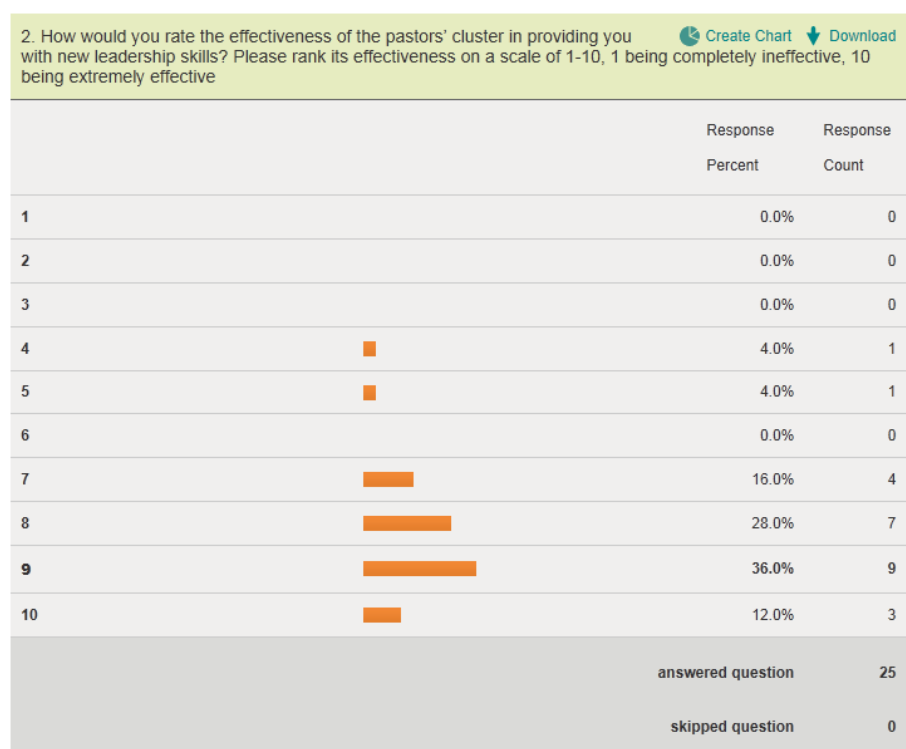 2. How would you rate the effectiveness of the pastors’ cluster in providing you Create Chart Download
with new leadership skills? Please rank its effectiveness on a scale of 1-10, 1 being completely ineffective, 10
being extremely effective
Response Response
Percent Count
1 0.0% 0
2 0.0% 0
3 0.0% 0
4 4.0% 1
5 4.0% 1
6 0.0% 0
7 16.0% 4
8 28.0% 7
9 36.0% 9
10 12.0% 3
answered question 25
skipped question 0